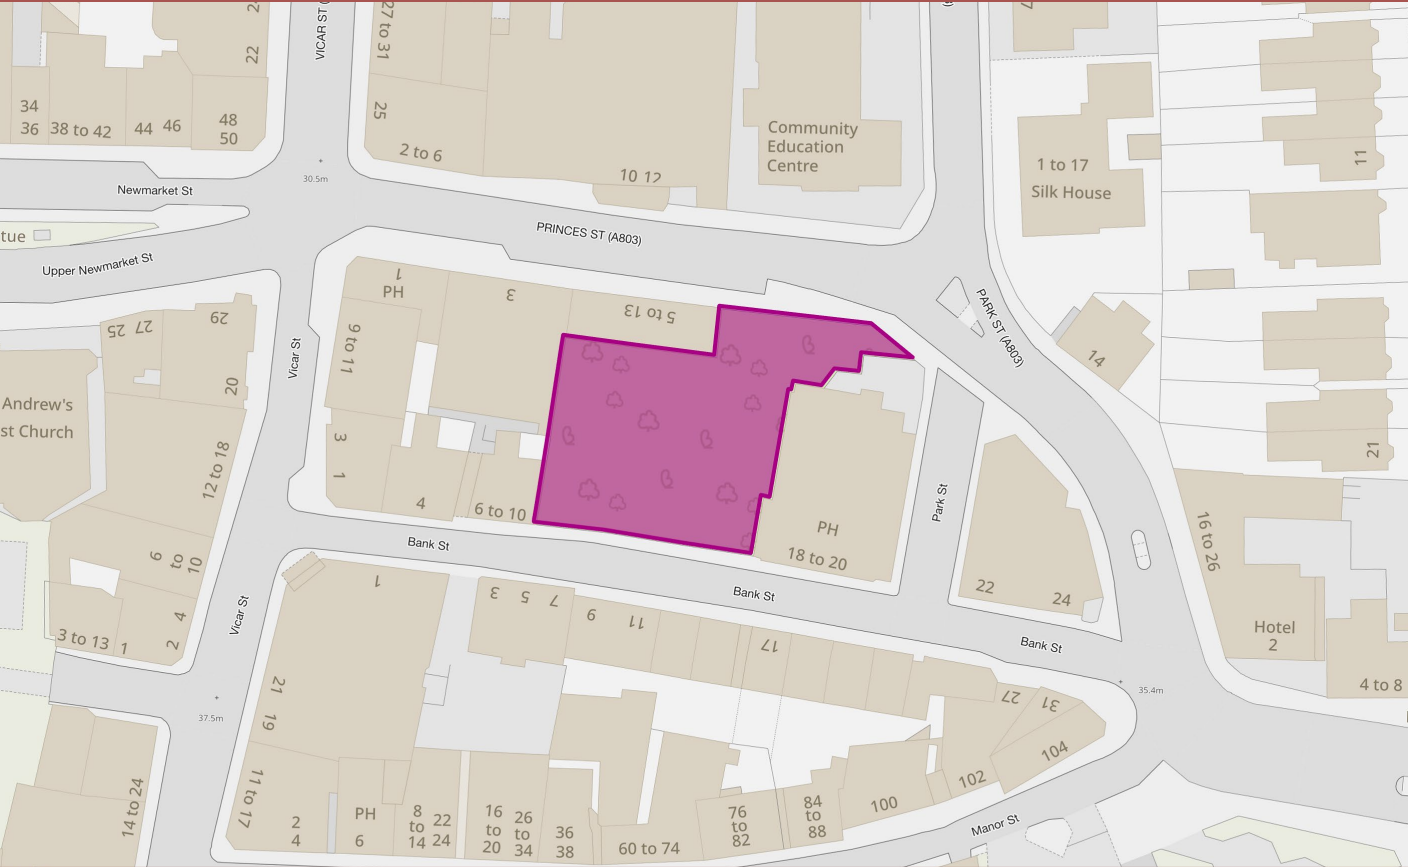 VICAR ST (
27 to 31
22
34
36
38 to 42
44
46
48
50
25
2 to 6
10 12
Community
Education
Centre
1 to 17
Silk House
11
Newmarket St
30.5m
PRINCES ST (A803)
tue
Upper Newmarket St
1
PH
3
5 to 13
PARK ST (A803)
14
25
27
29
20
Vicar St
9 to 11
Andrew's
st Church
12 to 18
3
1
4
6 to 10
PH
18 to 20
Park St
21
16 to 26
6
to
10
Bank St
Bank St
22
24
Bank St
Hotel
2
4 to 8
3 to 13
1
2
4
Vicar St
1
3
5
7
9
11
17
27
31
35.4m
37.5m
21
19
11 to 17
14 to 24
2
4
PH
6
8
to
14
22
24
16
to
20
26
to
34
36
38
60 to 74
76
to
82
84
to
88
100
102
104
Manor St